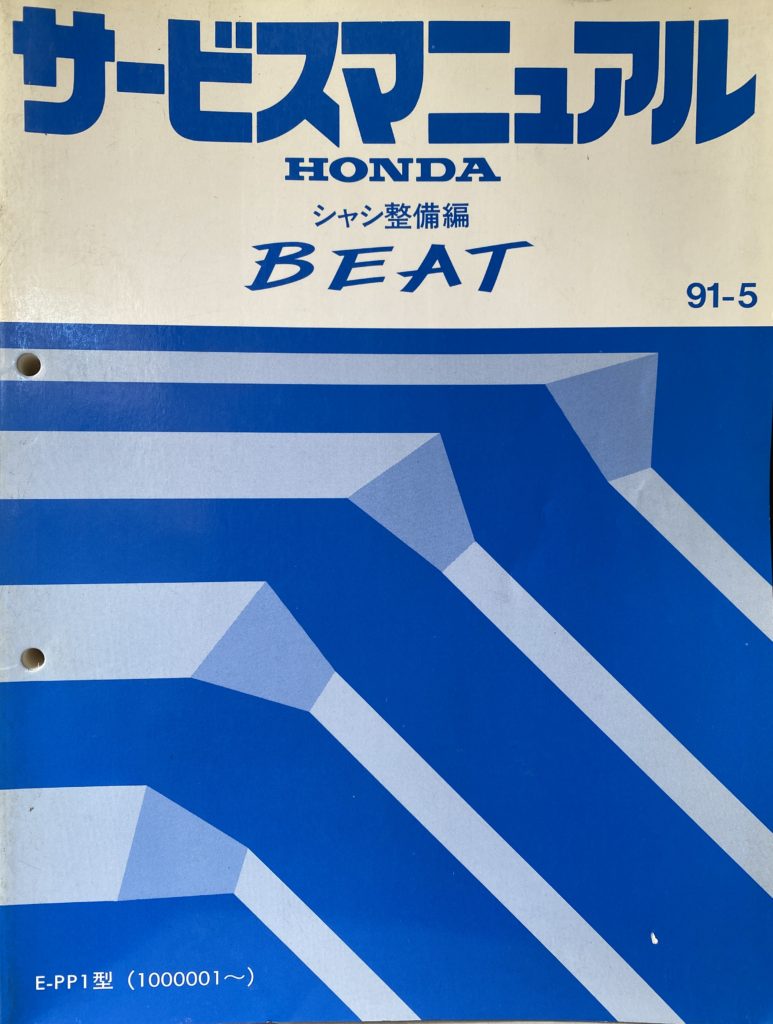 サービスマニュアル
HONDA
シャシ整備編
BEAT
91-5
E-PP1型（1000001～）